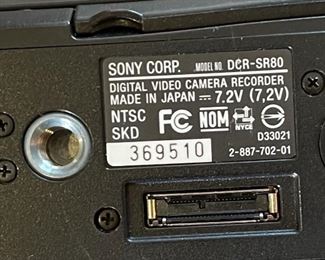 SONY CORP. MODEL NO. DCR-SR80
DIGITAL VIDEO CAMERA RECORDER
MADE IN JAPAN ⎓ 7.2V (7,2V)
NTSC
SKD
FC NOM NYCE
D33021
369510
2-887-702-01